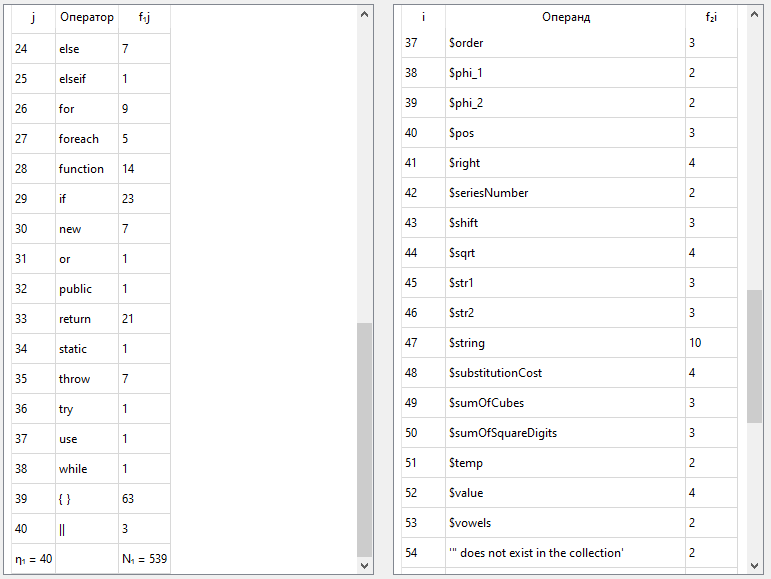 j Оператор f₁j
24 else 7
25 elseif 1
26 for 9
27 foreach 5
28 function 14
29 if 23
30 new 7
31 or 1
32 public 1
33 return 21
34 static 1
35 throw 7
36 try 1
37 use 1
38 while 1
39 { } 63
40 || 3
η₁ = 40 N₁ = 539
i Операнд f₂i
37 $order 3
38 $phi_1 2
39 $phi_2 2
40 $pos 3
41 $right 4
42 $seriesNumber 2
43 $shift 3
44 $sqrt 4
45 $str1 3
46 $str2 3
47 $string 10
48 $substitutionCost 4
49 $sumOfCubes 3
50 $sumOfSquareDigits 3
51 $temp 2
52 $value 4
53 $vowels 2
54 '" does not exist in the collection' 2